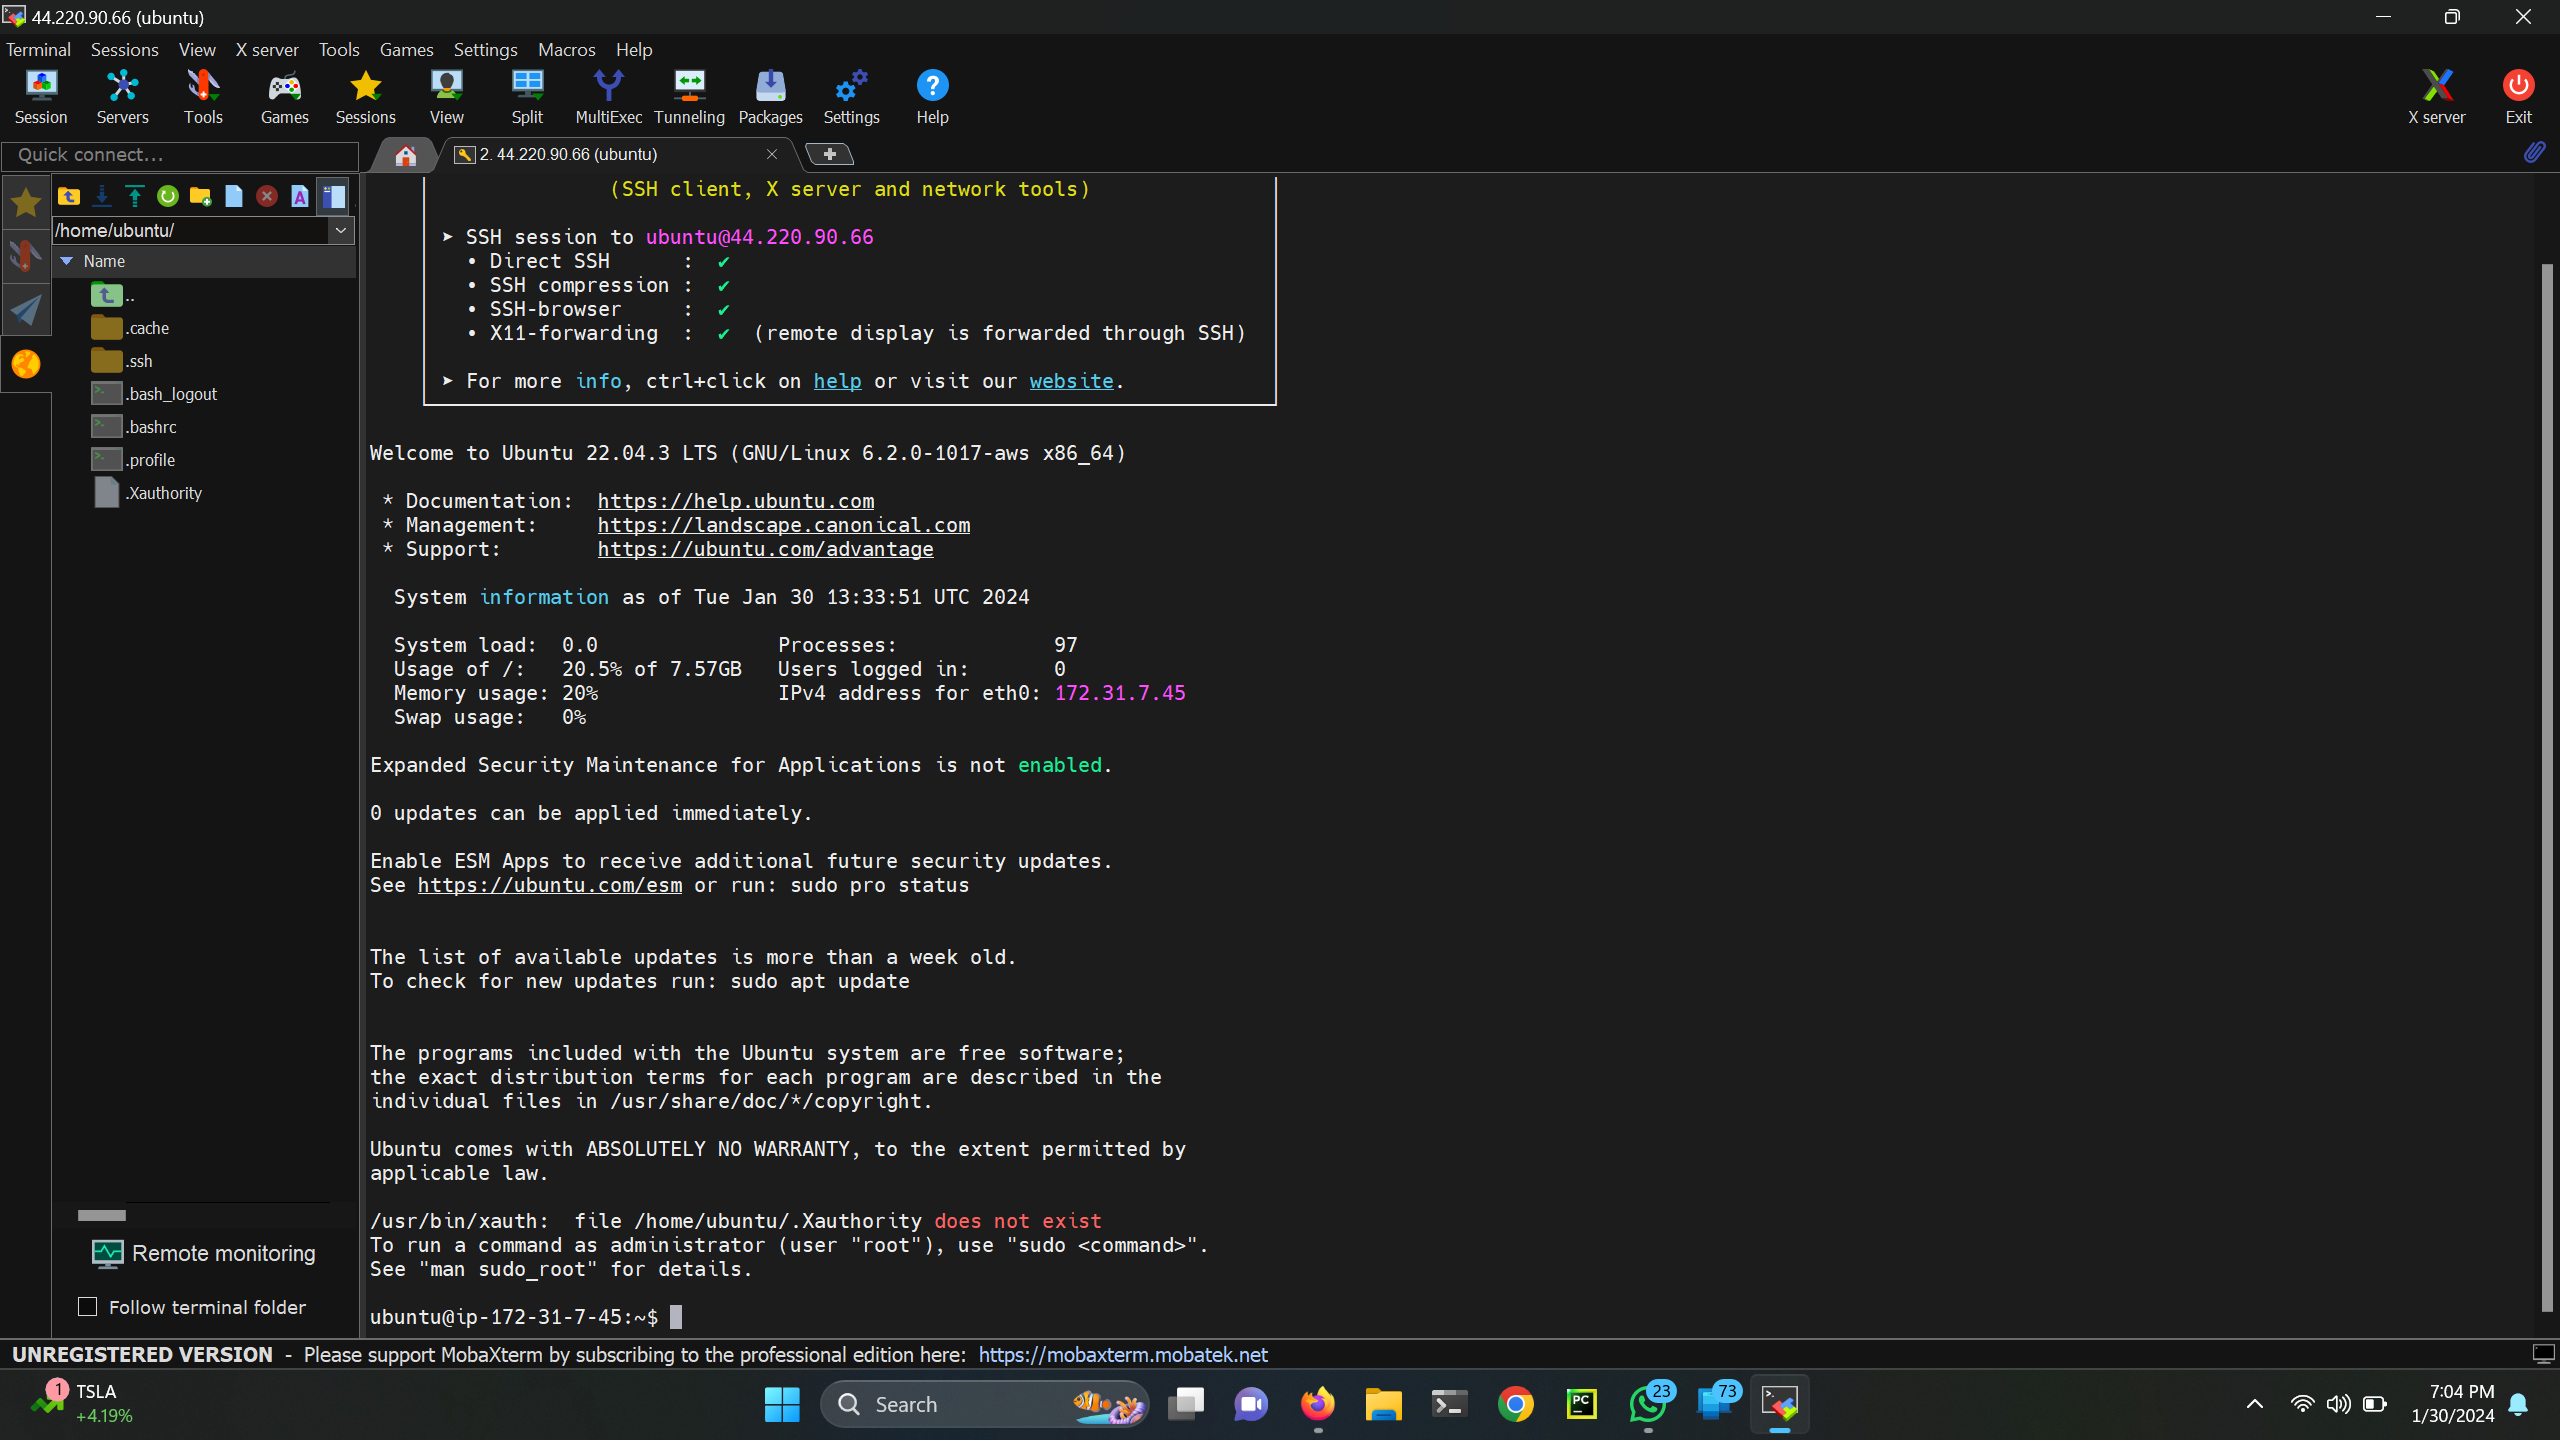 44.220.90.66 (ubuntu)
Terminal Sessions View X server Tools Games Settings Macros Help
Session Servers Tools Games Sessions View Split MultiExec Tunneling Packages Settings Help X server Exit
Quick connect...
2. 44.220.90.66 (ubuntu)
/home/ubuntu/
Name
..
.cache
.ssh
.bash_logout
.bashrc
.profile
.Xauthority
Remote monitoring
Follow terminal folder
(SSH client, X server and network tools)
➤ SSH session to ubuntu@44.220.90.66
• Direct SSH : ✔
• SSH compression : ✔
• SSH-browser : ✔
• X11-forwarding : ✔ (remote display is forwarded through SSH)
➤ For more info, ctrl+click on help or visit our website.
Welcome to Ubuntu 22.04.3 LTS (GNU/Linux 6.2.0-1017-aws x86_64)
* Documentation: https://help.ubuntu.com
* Management: https://landscape.canonical.com
* Support: https://ubuntu.com/advantage
System information as of Tue Jan 30 13:33:51 UTC 2024
System load: 0.0 Processes: 97
Usage of /: 20.5% of 7.57GB Users logged in: 0
Memory usage: 20% IPv4 address for eth0: 172.31.7.45
Swap usage: 0%
Expanded Security Maintenance for Applications is not enabled.
0 updates can be applied immediately.
Enable ESM Apps to receive additional future security updates.
See https://ubuntu.com/esm or run: sudo pro status
The list of available updates is more than a week old.
To check for new updates run: sudo apt update
The programs included with the Ubuntu system are free software;
the exact distribution terms for each program are described in the
individual files in /usr/share/doc/*/copyright.
Ubuntu comes with ABSOLUTELY NO WARRANTY, to the extent permitted by
applicable law.
/usr/bin/xauth: file /home/ubuntu/.Xauthority does not exist
To run a command as administrator (user "root"), use "sudo <command>".
See "man sudo_root" for details.
ubuntu@ip-172-31-7-45:~$
UNREGISTERED VERSION - Please support MobaXterm by subscribing to the professional edition here: https://mobaxterm.mobatek.net
1
TSLA
+4.19%
Search
PC
23
73
7:04 PM
1/30/2024